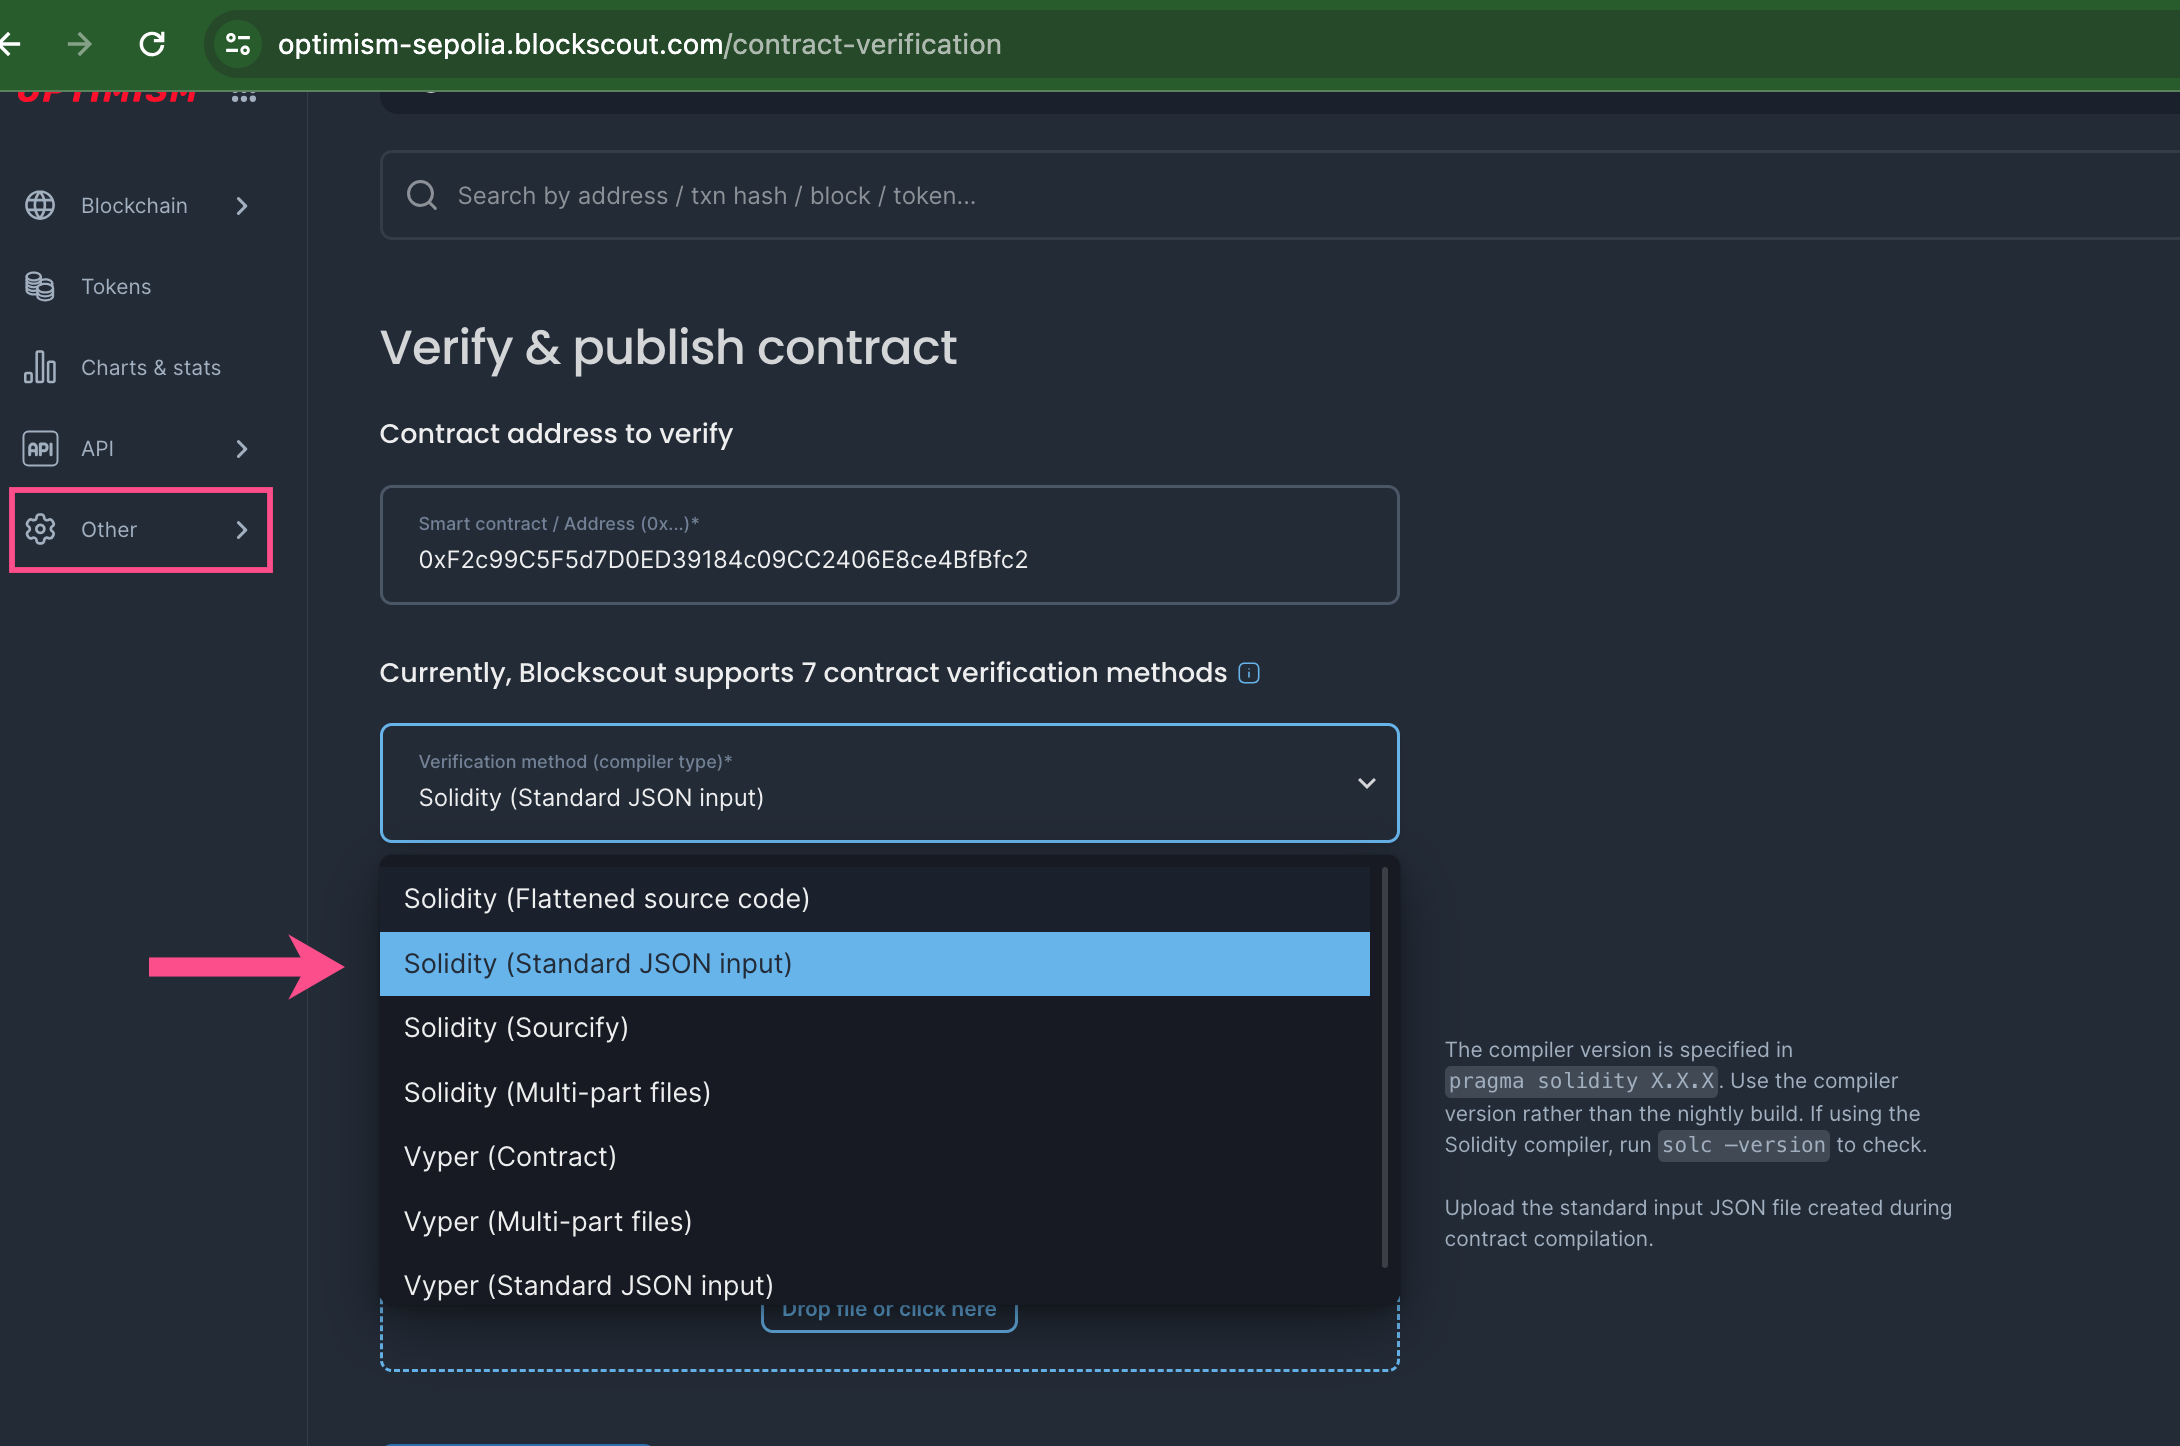 optimism-sepolia.blockscout.com/contract-verification
OPTIMISM
Blockchain
Tokens
Charts & stats
API
API
Other
Search by address / txn hash / block / token...
Verify & publish contract
Contract address to verify
Smart contract / Address (0x...)*
0xF2c99C5F5d7D0ED39184c09CC2406E8ce4BfBfc2
Currently, Blockscout supports 7 contract verification methods
Verification method (compiler type)*
Solidity (Standard JSON input)
Solidity (Flattened source code)
Solidity (Standard JSON input)
Solidity (Sourcify)
Solidity (Multi-part files)
Vyper (Contract)
Vyper (Multi-part files)
Vyper (Standard JSON input)
Drop file or click here
The compiler version is specified in
pragma solidity X.X.X. Use the compiler
version rather than the nightly build. If using the
Solidity compiler, run solc —version to check.
Upload the standard input JSON file created during
contract compilation.